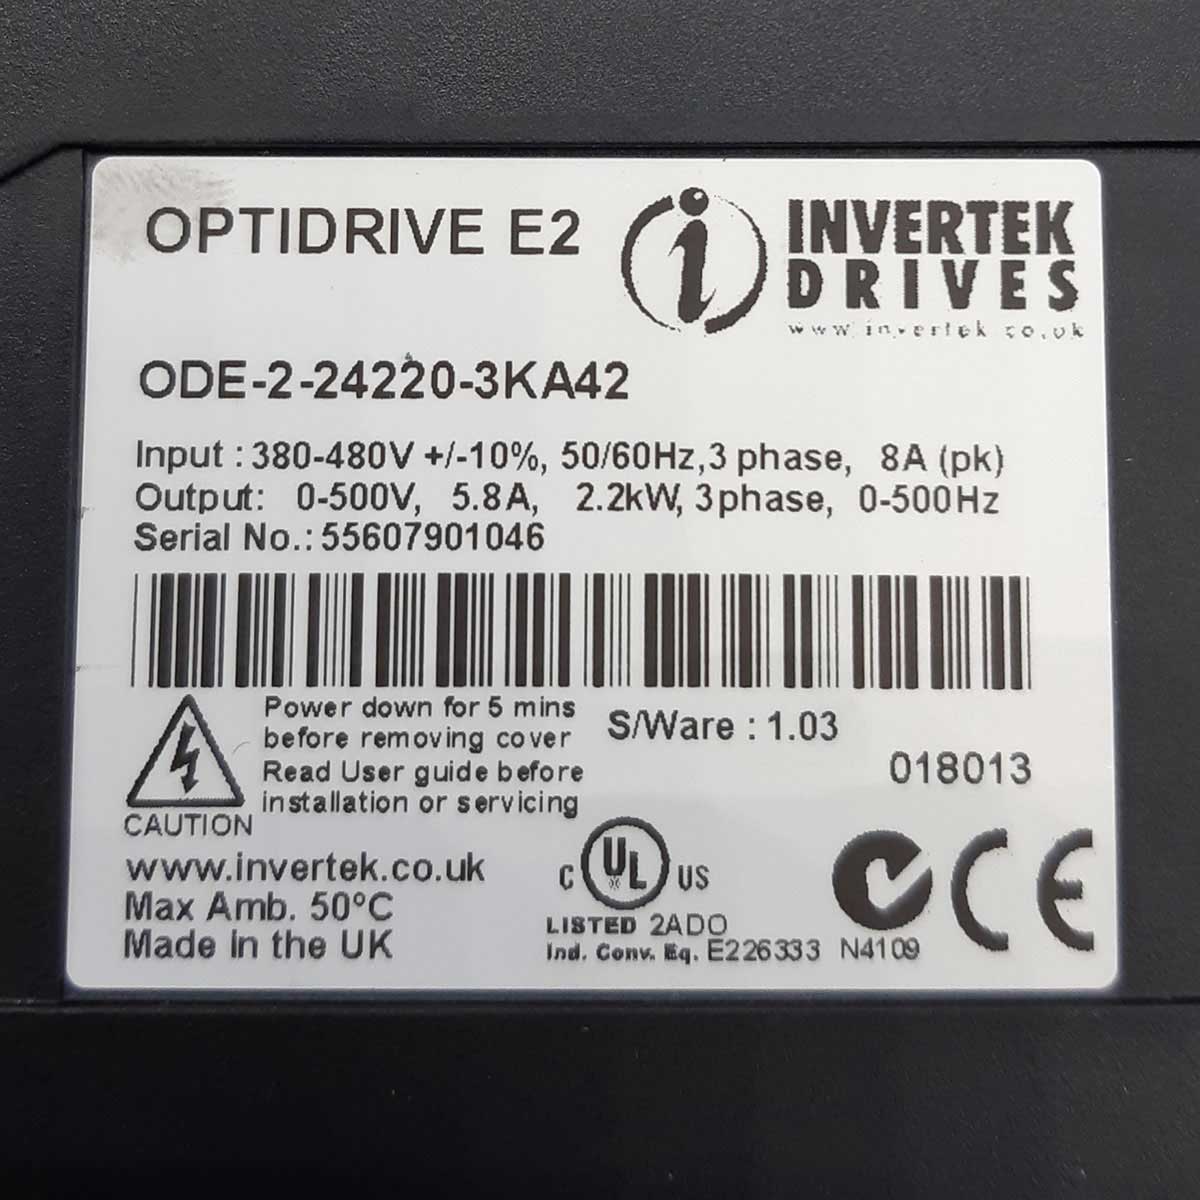 OPTIDRIVE E2
INVERTEK
DRIVES
www.invertek.co.uk
ODE-2-24220-3KA42
Input : 380-480V +/-10%, 50/60Hz,3 phase, 8A (pk)
Output: 0-500V, 5.8A, 2.2kW, 3phase, 0-500Hz
Serial No.: 55607901046
Power down for 5 mins
before removing cover
Read User guide before
installation or servicing
CAUTION
S/Ware : 1.03
018013
www.invertek.co.uk
Max Amb. 50°C
Made in the UK
C UL US
LISTED 2ADO
Ind. Conv. Eq. E226333 N4109
CE